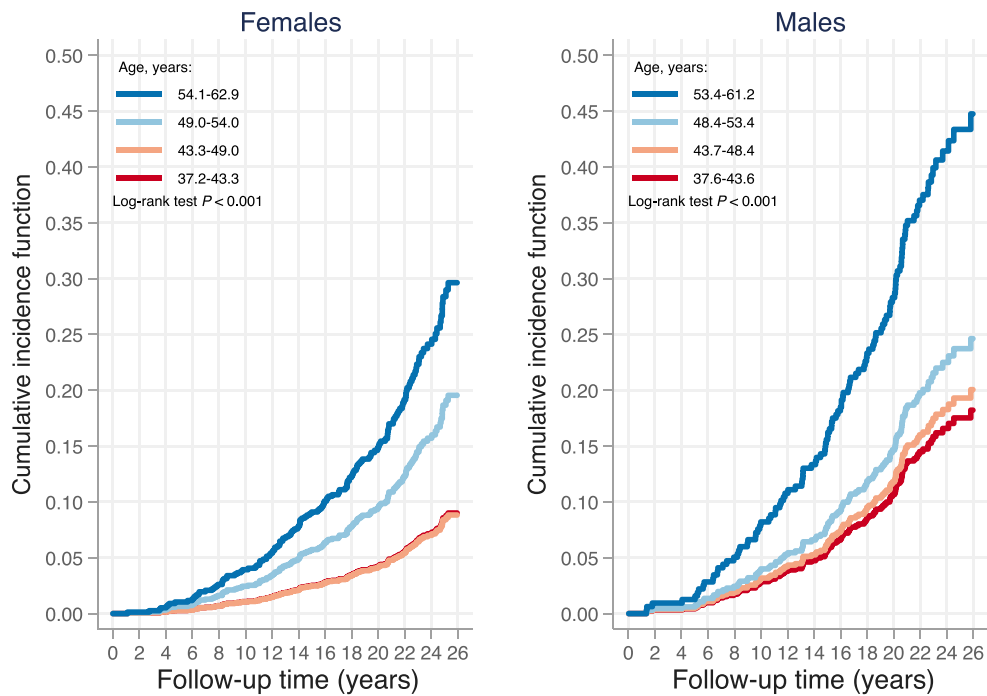 Females
Cumulative incidence function
0.50
0.45
0.40
0.35
0.30
0.25
0.20
0.15
0.10
0.05
0.00
Age, years:
54.1-62.9
49.0-54.0
43.3-49.0
37.2-43.3
Log-rank test P < 0.001
0 2 4 6 8 10 12 14 16 18 20 22 24 26
Follow-up time (years)
Males
Cumulative incidence function
0.50
0.45
0.40
0.35
0.30
0.25
0.20
0.15
0.10
0.05
0.00
Age, years:
53.4-61.2
48.4-53.4
43.7-48.4
37.6-43.6
Log-rank test P < 0.001
0 2 4 6 8 10 12 14 16 18 20 22 24 26
Follow-up time (years)